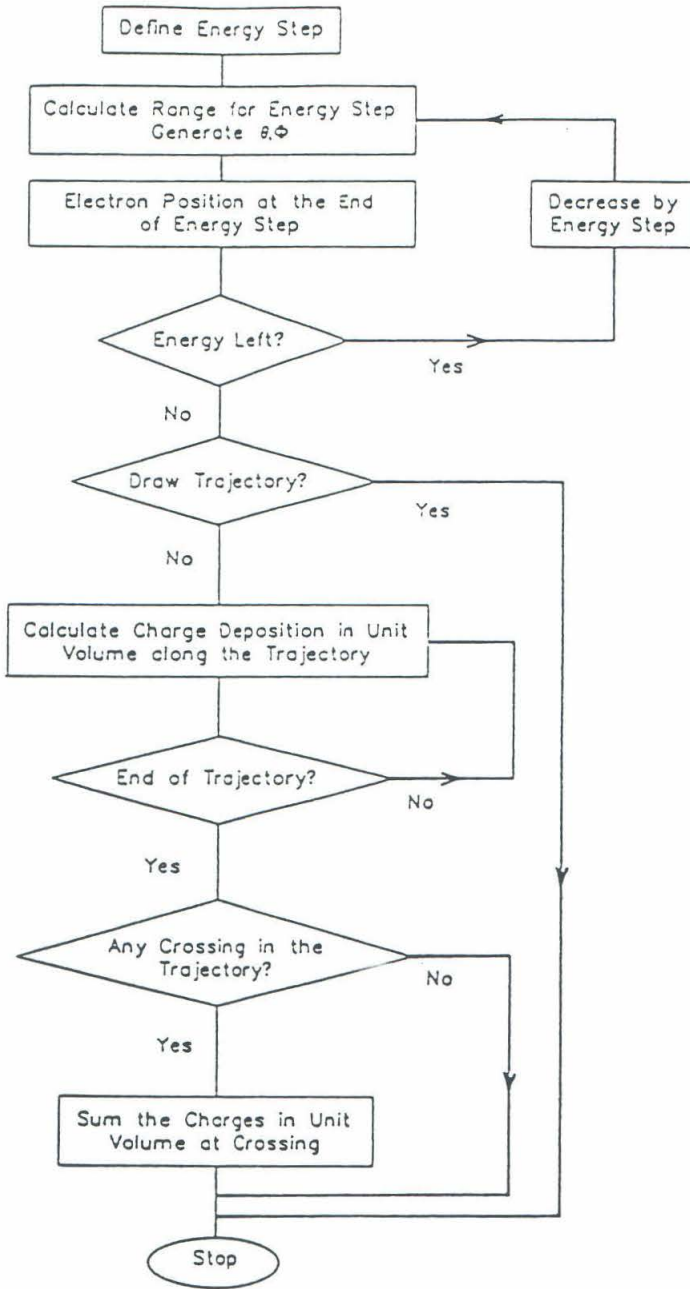 Define Energy Step
Calculate Range for Energy Step
Generate θ,Φ
Electron Position at the End
of Energy Step
Decrease by
Energy Step
Energy Left?
Yes
No
Draw Trajectory?
Yes
No
Calculate Charge Deposition in Unit
Volume along the Trajectory
End of Trajectory?
No
Yes
Any Crossing in the
Trajectory?
No
Yes
Sum the Charges in Unit
Volume at Crossing
Stop